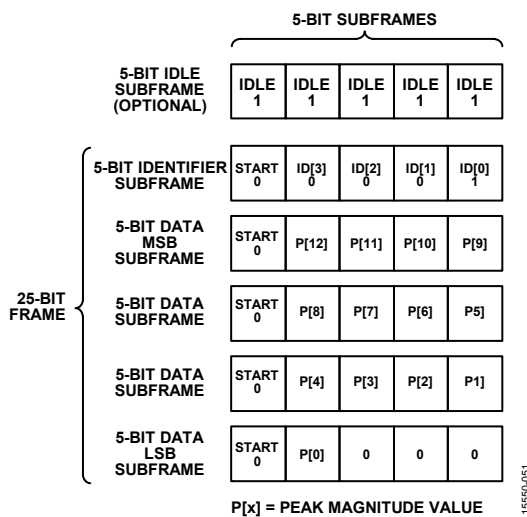 5-BIT SUBFRAMES
5-BIT IDLE
SUBFRAME
(OPTIONAL)
IDLE IDLE IDLE IDLE IDLE
1 1 1 1 1
5-BIT IDENTIFIER
SUBFRAME
START ID[3] ID[2] ID[1] ID[0]
0 0 0 0 1
5-BIT DATA
MSB
SUBFRAME
START
0
P[12] P[11] P[10] P[9]
25-BIT
FRAME
5-BIT DATA
SUBFRAME
START
0
P[8] P[7] P[6] P5]
5-BIT DATA
SUBFRAME
START
0
P[4] P[3] P[2] P1]
5-BIT DATA
LSB
SUBFRAME
START
0
P[0] 0 0 0
P[x] = PEAK MAGNITUDE VALUE
15550-051